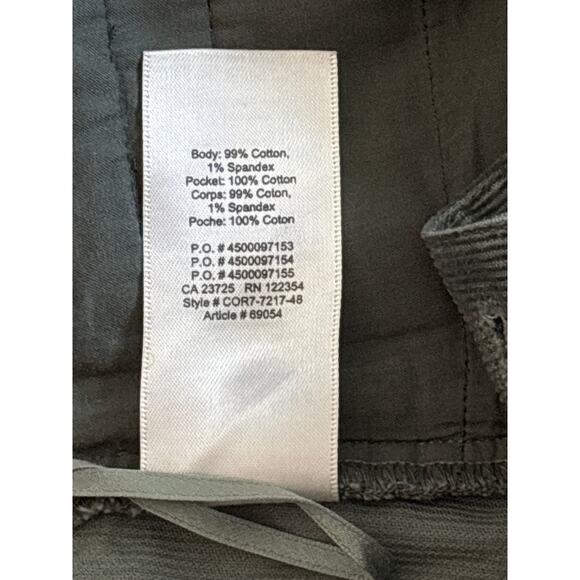 Body: 99% Cotton,
1% Spandex
Pocket: 100% Cotton
Corps: 99% Coton,
1% Spandex
Poche: 100% Coton
P.O. # 4500097153
P.O. # 4500097154
P.O. # 4500097155
CA 23725 RN 122354
Style # COR7-7217-48
Article # 69054